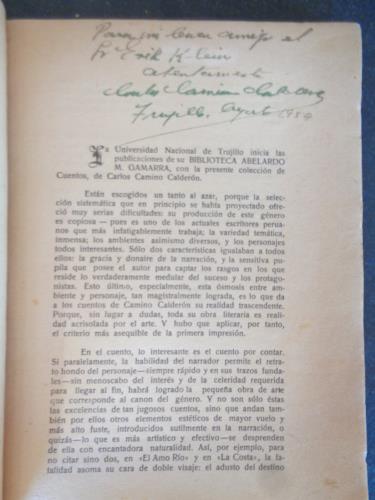 Para mi buen amigo el
Dr Erik Klein
atentamente
Carlos Camino Calderón
Trujillo, Agosto 1954
La Universidad Nacional de Trujillo inicia las
publicaciones de su BIBLIOTECA ABELARDO
M. GAMARRA, con la presente colección de
Cuentos, de Carlos Camino Calderón.
Están escogidos un tanto al azar, porque la selec-
ción sistemática que en principio se había proyectado ofre-
ció muy serias dificultades: su producción de este género
es copiosa — pues es uno de los actuales escritores perua-
nos que más infatigablemente trabaja; la variedad temática,
inmensa; los ambientes asimismo diversos, y los personajes
todos interesantes. Sólo dos características igualaban a todos
ellos: la gracia y donaire de la narración, y la sensitiva pu-
pila que posee el autor para captar los rasgos en los que
reside lo verdaderamente medular del suceso y los protago-
nistas. Esto último, especialmente, esta ósmosis entre am-
biente y personaje, tan magistralmente lograda, es lo que da
a los cuentos de Camino Calderón su realidad trascendente.
Porque, sin lugar a dudas, toda su obra literaria es reali-
dad acrisolada por el arte. Y hubo que aplicar, por tanto,
el criterio más asequible de la primera impresión.
En el cuento, lo interesante es el cuento por contar.
Si paralelamente, la habilidad del narrador permite el retra-
to hondo del personaje—siempre rápido y en sus trazos funda-
les—sin menoscabo del interés y de la celeridad requerida
para llegar al fin, habrá logrado la pequeña obra de arte
que corresponde al canon del género. Y no son sólo éstas
las excelencias de tan jugosos cuentos, sino que andan tam-
bién por ellos otros elementos estéticos de mayor vuelo y
más alto fuste, introducidos sutilmente en la narración, o
quizás—lo que es más artístico y efectivo—se desprenden
de ella con encantadora naturalidad. Así, por ejemplo, para
no citar sino dos, en «El Amo Río» y en «La Costa», la fa-
talidad asoma su cara de doble visaje: el adusto del destino